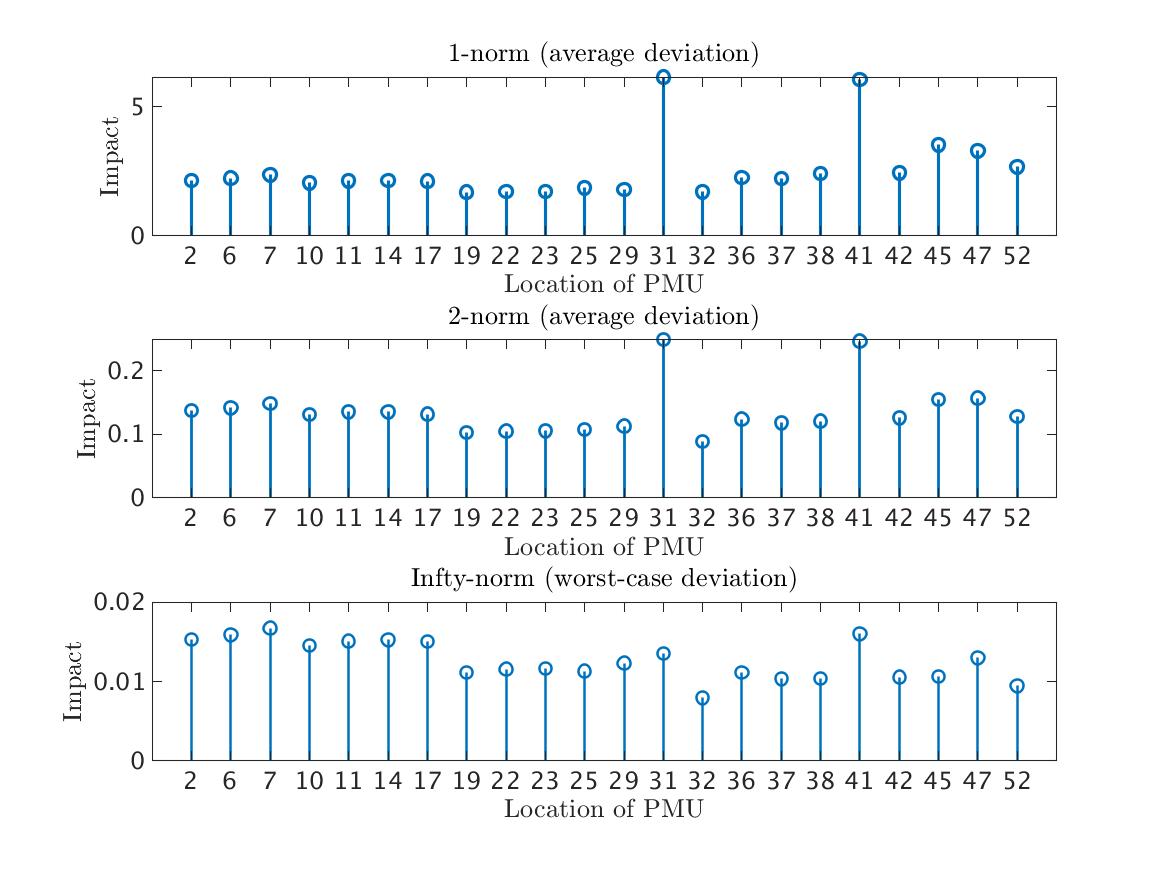 1-norm (average deviation)
5
0
Impact
2 6 7 10 11 14 17 19 22 23 25 29 31 32 36 37 38 41 42 45 47 52
Location of PMU
2-norm (average deviation)
0.2
0.1
0
Impact
2 6 7 10 11 14 17 19 22 23 25 29 31 32 36 37 38 41 42 45 47 52
Location of PMU
Infty-norm (worst-case deviation)
0.02
0.01
0
Impact
2 6 7 10 11 14 17 19 22 23 25 29 31 32 36 37 38 41 42 45 47 52
Location of PMU